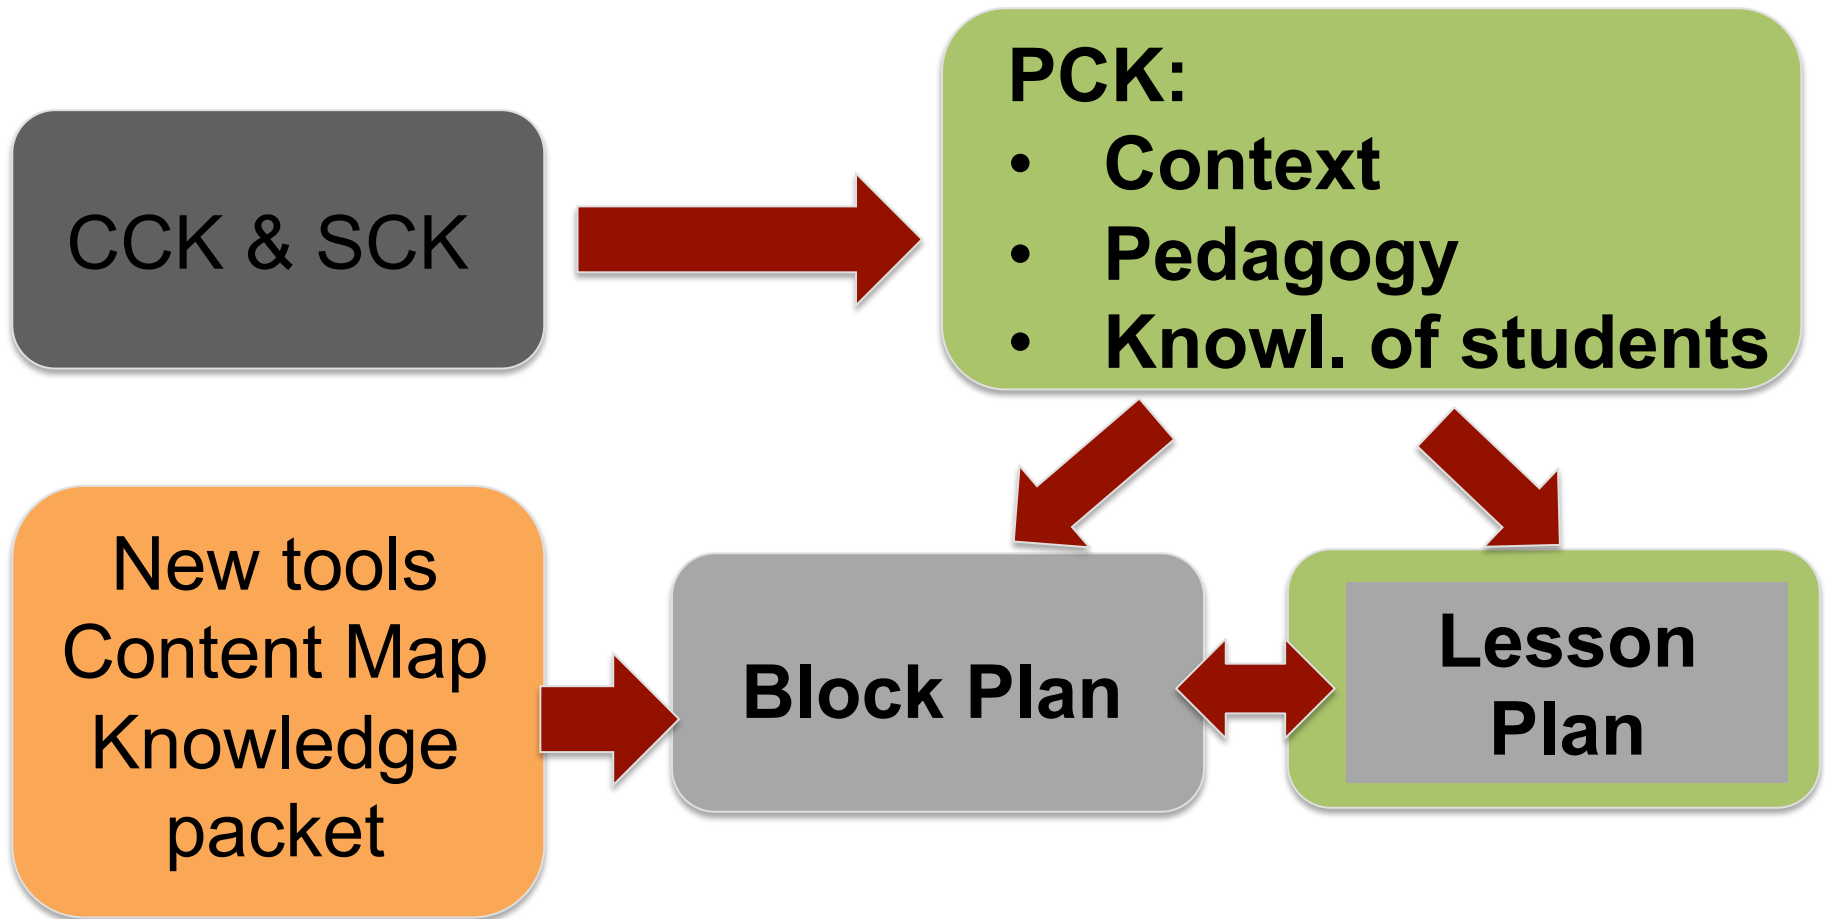 CCK & SCK
PCK:
• Context
• Pedagogy
• Knowl. of students
New tools
Content Map
Knowledge
packet
Block Plan
Lesson
Plan